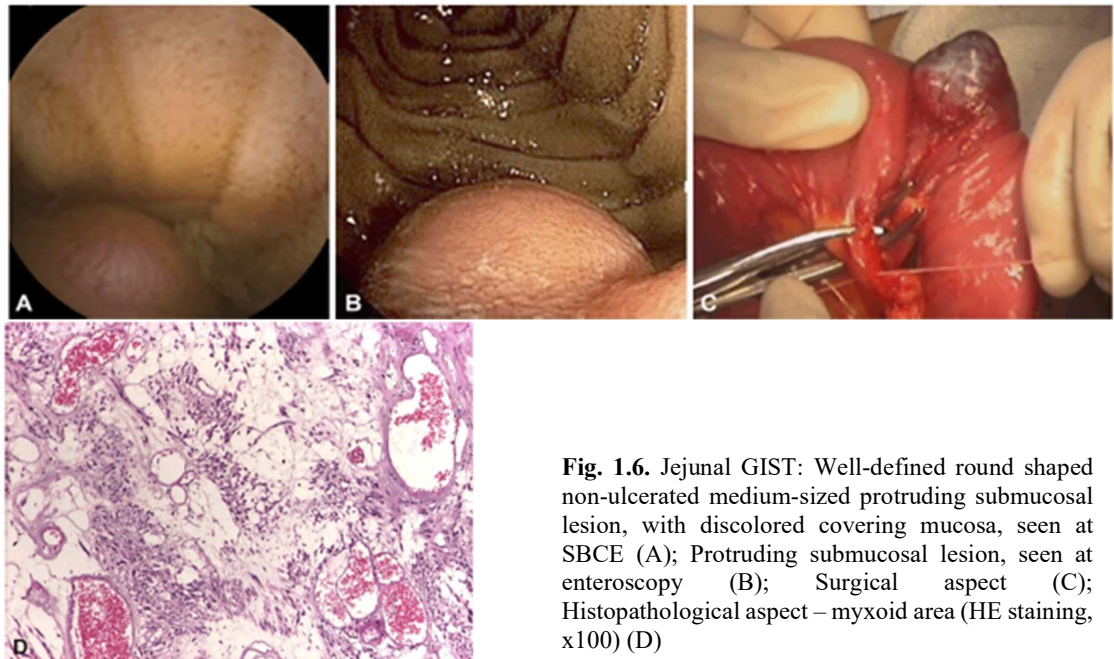 A
B
C
D
Fig. 1.6. Jejunal GIST: Well-defined round shaped
non-ulcerated medium-sized protruding submucosal
lesion, with discolored covering mucosa, seen at
SBCE (A); Protruding submucosal lesion, seen at
enteroscopy (B); Surgical aspect (C);
Histopathological aspect – myxoid area (HE staining,
x100) (D)